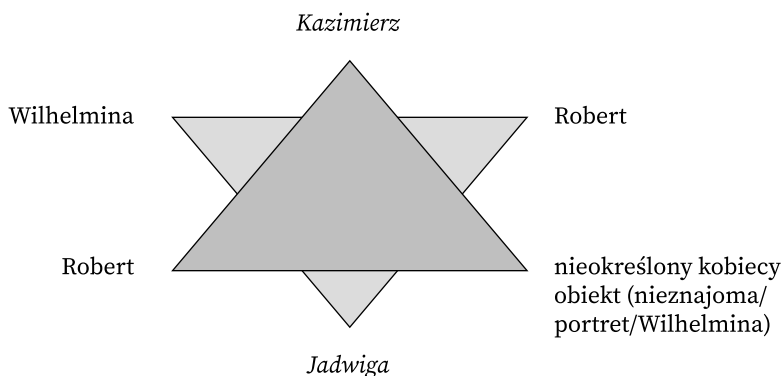 Kazimierz
Wilhelmina
Robert
Robert
nieokreślony kobiecy
obiekt (nieznajoma/
portret/Wilhelmina)
Jadwiga